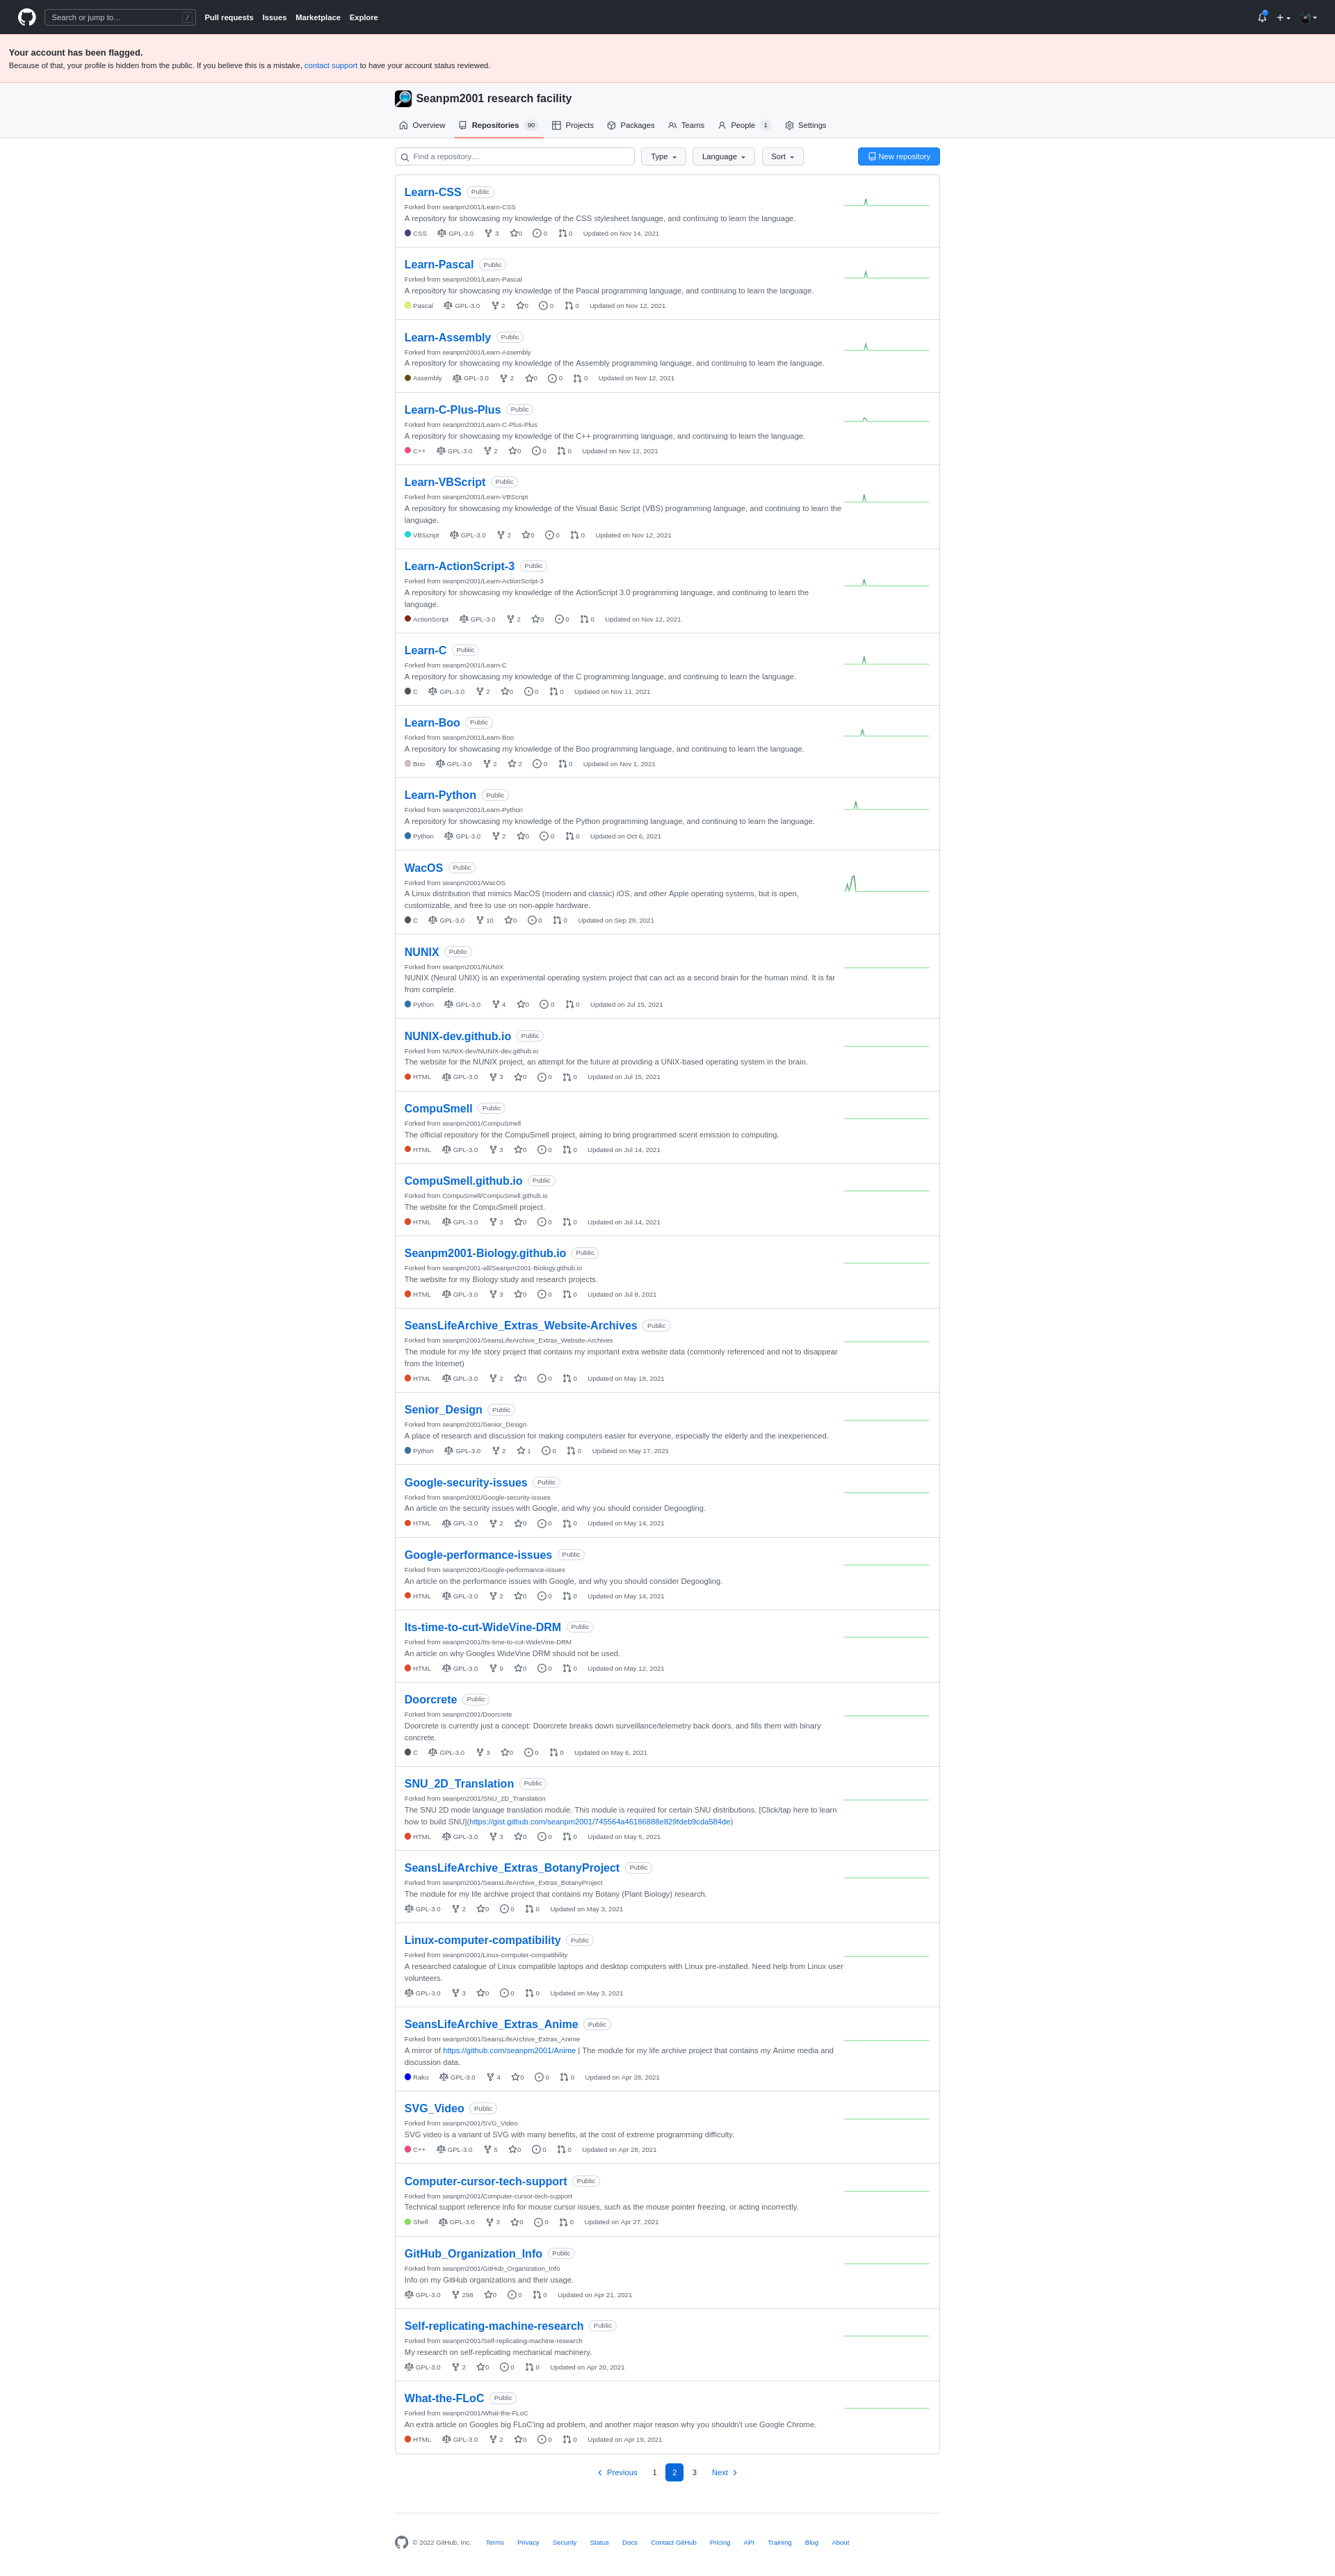 Search or jump to… /
Pull requests Issues Marketplace Explore
Your account has been flagged.
Because of that, your profile is hidden from the public. If you believe this is a mistake, contact support to have your account status reviewed.
Seanpm2001 research facility
Overview Repositories 90 Projects Packages Teams People 1 Settings
Find a repository… Type Language Sort New repository
Learn-CSS Public
Forked from seanpm2001/Learn-CSS
A repository for showcasing my knowledge of the CSS stylesheet language, and continuing to learn the language.
CSS GPL-3.0 3 0 0 0 Updated on Nov 14, 2021
Learn-Pascal Public
Forked from seanpm2001/Learn-Pascal
A repository for showcasing my knowledge of the Pascal programming language, and continuing to learn the language.
Pascal GPL-3.0 2 0 0 0 Updated on Nov 12, 2021
Learn-Assembly Public
Forked from seanpm2001/Learn-Assembly
A repository for showcasing my knowledge of the Assembly programming language, and continuing to learn the language.
Assembly GPL-3.0 2 0 0 0 Updated on Nov 12, 2021
Learn-C-Plus-Plus Public
Forked from seanpm2001/Learn-C-Plus-Plus
A repository for showcasing my knowledge of the C++ programming language, and continuing to learn the language.
C++ GPL-3.0 2 0 0 0 Updated on Nov 12, 2021
Learn-VBScript Public
Forked from seanpm2001/Learn-VBScript
A repository for showcasing my knowledge of the Visual Basic Script (VBS) programming language, and continuing to learn the
language.
VBScript GPL-3.0 2 0 0 0 Updated on Nov 12, 2021
Learn-ActionScript-3 Public
Forked from seanpm2001/Learn-ActionScript-3
A repository for showcasing my knowledge of the ActionScript 3.0 programming language, and continuing to learn the
language.
ActionScript GPL-3.0 2 0 0 0 Updated on Nov 12, 2021
Learn-C Public
Forked from seanpm2001/Learn-C
A repository for showcasing my knowledge of the C programming language, and continuing to learn the language.
C GPL-3.0 2 0 0 0 Updated on Nov 11, 2021
Learn-Boo Public
Forked from seanpm2001/Learn-Boo
A repository for showcasing my knowledge of the Boo programming language, and continuing to learn the language.
Boo GPL-3.0 2 2 0 0 Updated on Nov 1, 2021
Learn-Python Public
Forked from seanpm2001/Learn-Python
A repository for showcasing my knowledge of the Python programming language, and continuing to learn the language.
Python GPL-3.0 2 0 0 0 Updated on Oct 6, 2021
WacOS Public
Forked from seanpm2001/WacOS
A Linux distribution that mimics MacOS (modern and classic) iOS, and other Apple operating systems, but is open,
customizable, and free to use on non-apple hardware.
C GPL-3.0 10 0 0 0 Updated on Sep 29, 2021
NUNIX Public
Forked from seanpm2001/NUNIX
NUNIX (Neural UNIX) is an experimental operating system project that can act as a second brain for the human mind. It is far
from complete.
Python GPL-3.0 4 0 0 0 Updated on Jul 15, 2021
NUNIX-dev.github.io Public
Forked from NUNIX-dev/NUNIX-dev.github.io
The website for the NUNIX project, an attempt for the future at providing a UNIX-based operating system in the brain.
HTML GPL-3.0 3 0 0 0 Updated on Jul 15, 2021
CompuSmell Public
Forked from seanpm2001/CompuSmell
The official repository for the CompuSmell project, aiming to bring programmed scent emission to computing.
HTML GPL-3.0 3 0 0 0 Updated on Jul 14, 2021
CompuSmell.github.io Public
Forked from CompuSmell/CompuSmell.github.io
The website for the CompuSmell project.
HTML GPL-3.0 3 0 0 0 Updated on Jul 14, 2021
Seanpm2001-Biology.github.io Public
Forked from seanpm2001-all/Seanpm2001-Biology.github.io
The website for my Biology study and research projects.
HTML GPL-3.0 3 0 0 0 Updated on Jul 8, 2021
SeansLifeArchive_Extras_Website-Archives Public
Forked from seanpm2001/SeansLifeArchive_Extras_Website-Archives
The module for my life story project that contains my important extra website data (commonly referenced and not to disappear
from the Internet)
HTML GPL-3.0 2 0 0 0 Updated on May 18, 2021
Senior_Design Public
Forked from seanpm2001/Senior_Design
A place of research and discussion for making computers easier for everyone, especially the elderly and the inexperienced.
Python GPL-3.0 2 1 0 0 Updated on May 17, 2021
Google-security-issues Public
Forked from seanpm2001/Google-security-issues
An article on the security issues with Google, and why you should consider Degoogling.
HTML GPL-3.0 2 0 0 0 Updated on May 14, 2021
Google-performance-issues Public
Forked from seanpm2001/Google-performance-issues
An article on the performance issues with Google, and why you should consider Degoogling.
HTML GPL-3.0 2 0 0 0 Updated on May 14, 2021
Its-time-to-cut-WideVine-DRM Public
Forked from seanpm2001/Its-time-to-cut-WideVine-DRM
An article on why Googles WideVine DRM should not be used.
HTML GPL-3.0 9 0 0 0 Updated on May 12, 2021
Doorcrete Public
Forked from seanpm2001/Doorcrete
Doorcrete is currently just a concept: Doorcrete breaks down surveillance/telemetry back doors, and fills them with binary
concrete.
C GPL-3.0 3 0 0 0 Updated on May 6, 2021
SNU_2D_Translation Public
Forked from seanpm2001/SNU_2D_Translation
The SNU 2D mode language translation module. This module is required for certain SNU distributions. [Click/tap here to learn
how to build SNU](https://gist.github.com/seanpm2001/745564a46186888e829fdeb9cda584de)
HTML GPL-3.0 3 0 0 0 Updated on May 5, 2021
SeansLifeArchive_Extras_BotanyProject Public
Forked from seanpm2001/SeansLifeArchive_Extras_BotanyProject
The module for my life archive project that contains my Botany (Plant Biology) research.
GPL-3.0 2 0 0 0 Updated on May 3, 2021
Linux-computer-compatibility Public
Forked from seanpm2001/Linux-computer-compatibility
A researched catalogue of Linux compatible laptops and desktop computers with Linux pre-installed. Need help from Linux user
volunteers.
GPL-3.0 3 0 0 0 Updated on May 3, 2021
SeansLifeArchive_Extras_Anime Public
Forked from seanpm2001/SeansLifeArchive_Extras_Anime
A mirror of https://github.com/seanpm2001/Anime | The module for my life archive project that contains my Anime media and
discussion data.
Raku GPL-3.0 4 0 0 0 Updated on Apr 28, 2021
SVG_Video Public
Forked from seanpm2001/SVG_Video
SVG video is a variant of SVG with many benefits, at the cost of extreme programming difficulty.
C++ GPL-3.0 5 0 0 0 Updated on Apr 28, 2021
Computer-cursor-tech-support Public
Forked from seanpm2001/Computer-cursor-tech-support
Technical support reference info for mouse cursor issues, such as the mouse pointer freezing, or acting incorrectly.
Shell GPL-3.0 3 0 0 0 Updated on Apr 27, 2021
GitHub_Organization_Info Public
Forked from seanpm2001/GitHub_Organization_Info
Info on my GitHub organizations and their usage.
GPL-3.0 298 0 0 0 Updated on Apr 21, 2021
Self-replicating-machine-research Public
Forked from seanpm2001/Self-replicating-machine-research
My research on self-replicating mechanical machinery.
GPL-3.0 2 0 0 0 Updated on Apr 20, 2021
What-the-FLoC Public
Forked from seanpm2001/What-the-FLoC
An extra article on Googles big FLoC'ing ad problem, and another major reason why you shouldn't use Google Chrome.
HTML GPL-3.0 2 0 0 0 Updated on Apr 19, 2021
Previous 1 2 3 Next
© 2022 GitHub, Inc. Terms Privacy Security Status Docs Contact GitHub Pricing API Training Blog About